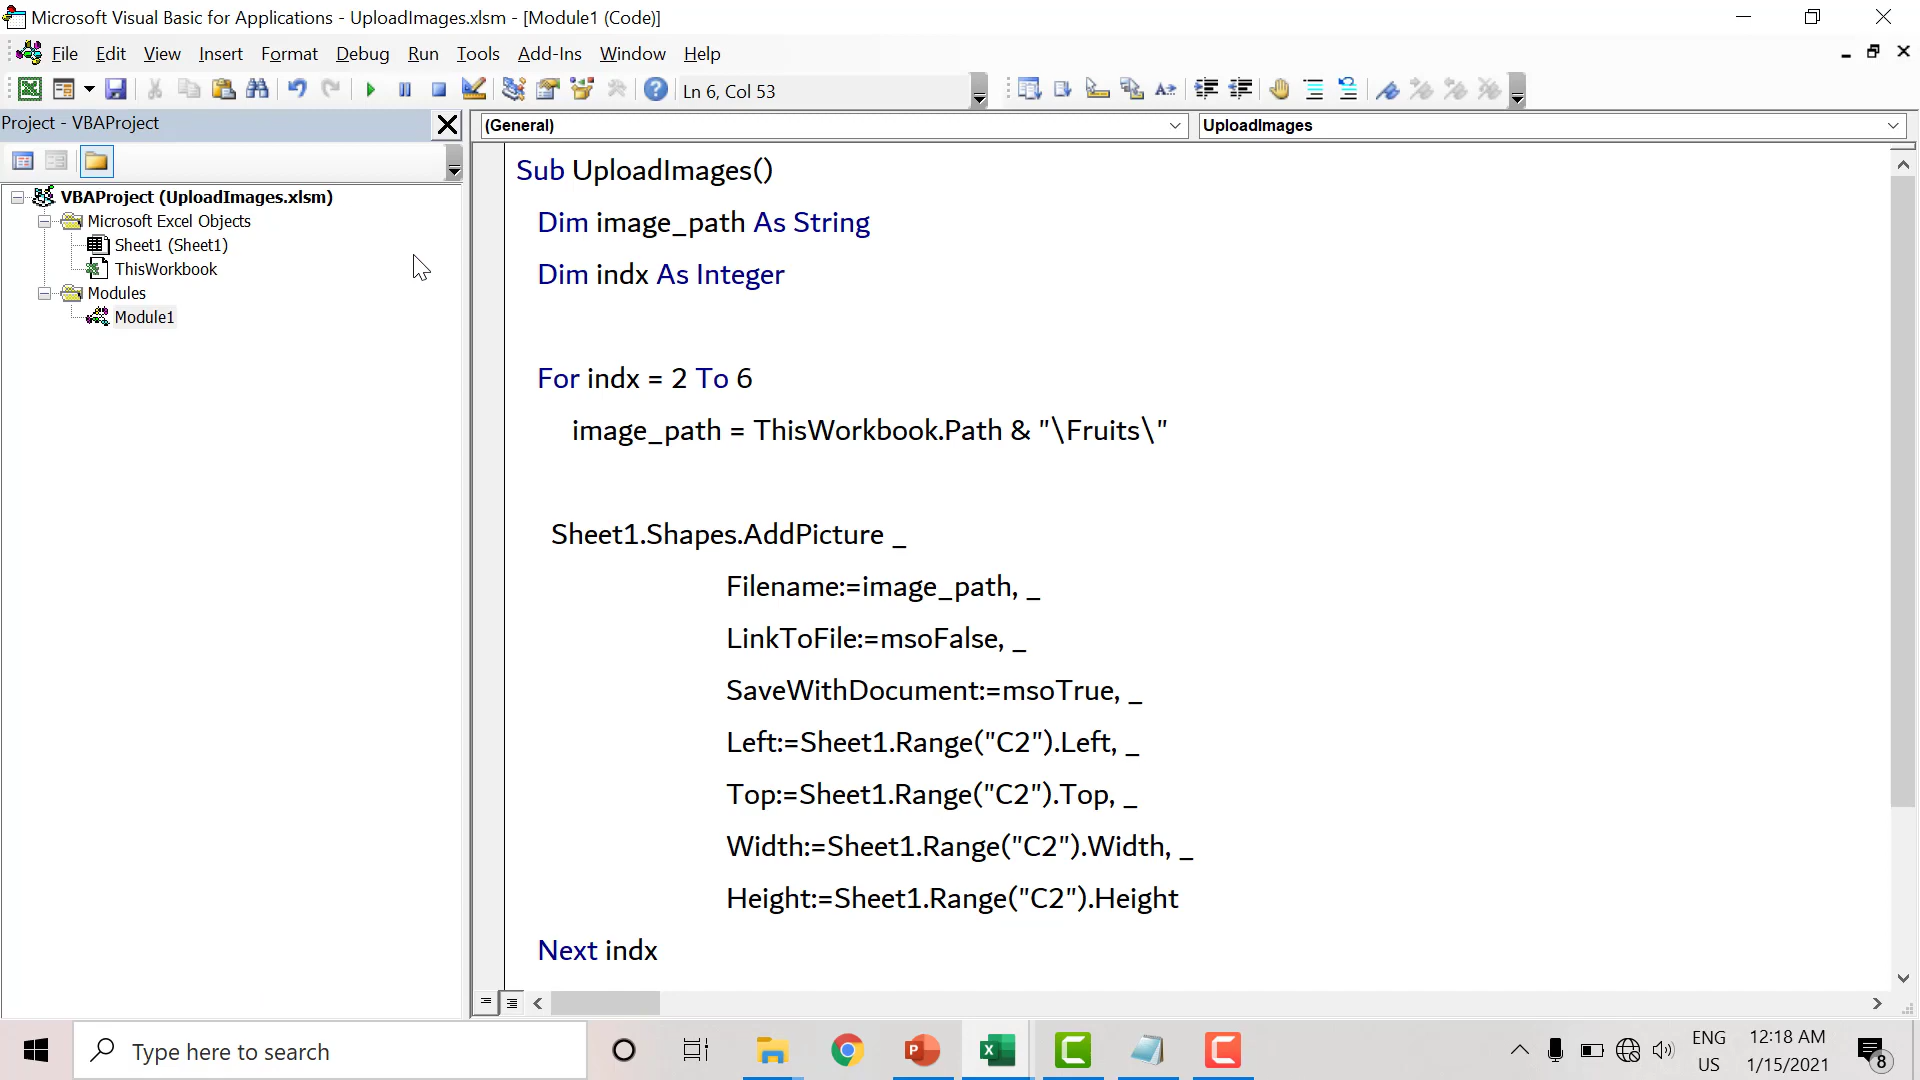 Microsoft Visual Basic for Applications - UploadImages.xlsm - [Module1 (Code)]
File Edit View Insert Format Debug Run Tools Add-Ins Window Help
Ln 6, Col 53
Project - VBAProject
(General)
UploadImages
VBAProject (UploadImages.xlsm)
Microsoft Excel Objects
Sheet1 (Sheet1)
ThisWorkbook
Modules
Module1
Sub UploadImages()
Dim image_path As String
Dim indx As Integer
For indx = 2 To 6
image_path = ThisWorkbook.Path & "\Fruits\"
Sheet1.Shapes.AddPicture _
Filename:=image_path, _
LinkToFile:=msoFalse, _
SaveWithDocument:=msoTrue, _
Left:=Sheet1.Range("C2").Left, _
Top:=Sheet1.Range("C2").Top, _
Width:=Sheet1.Range("C2").Width, _
Height:=Sheet1.Range("C2").Height
Next indx
Type here to search
ENG
US
12:18 AM
1/15/2021
8